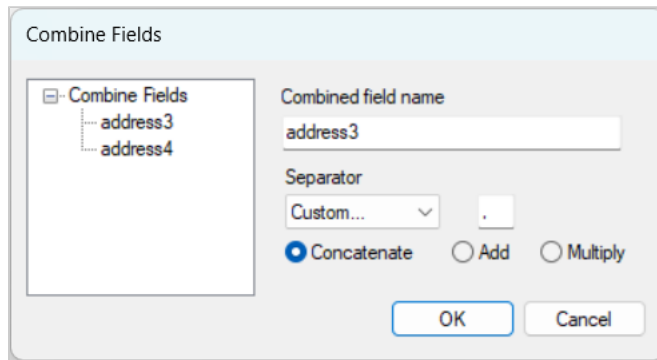 Combine Fields
Combine Fields
address3
address4
Combined field name
address3
Separator
Custom... .
Concatenate Add Multiply
OK Cancel